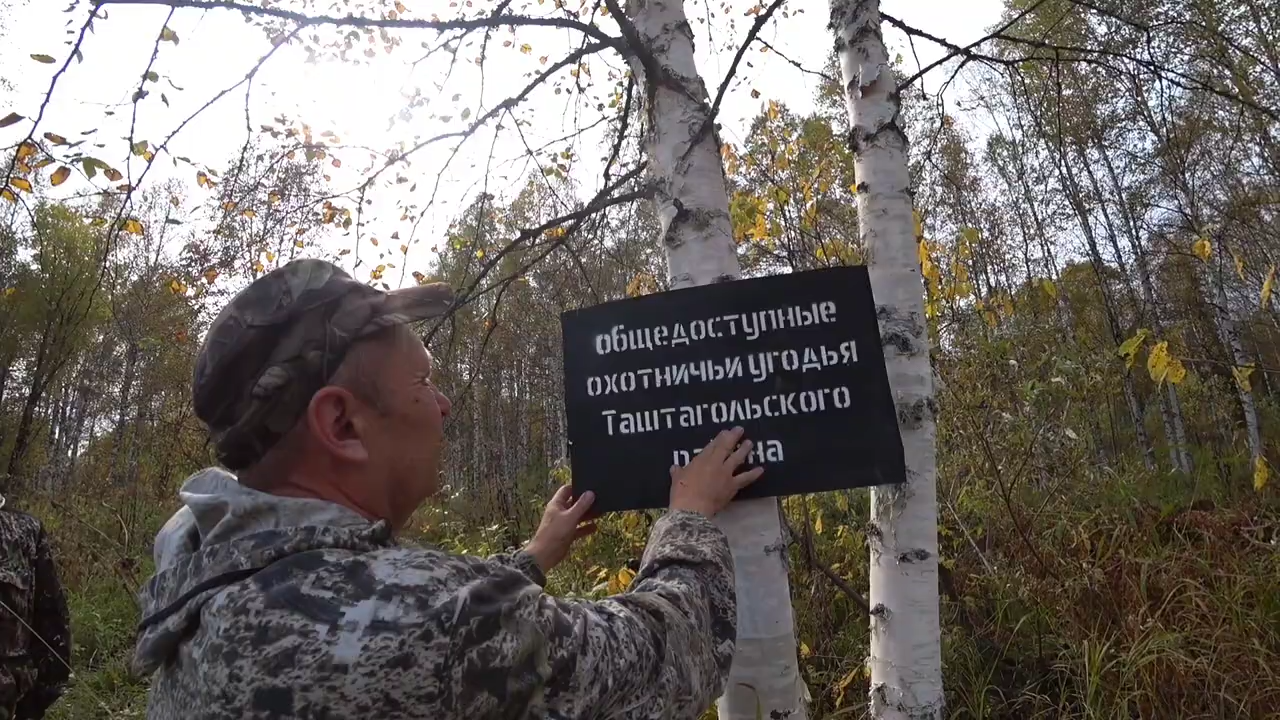 общедоступные
охотничьи угодья
Таштагольского